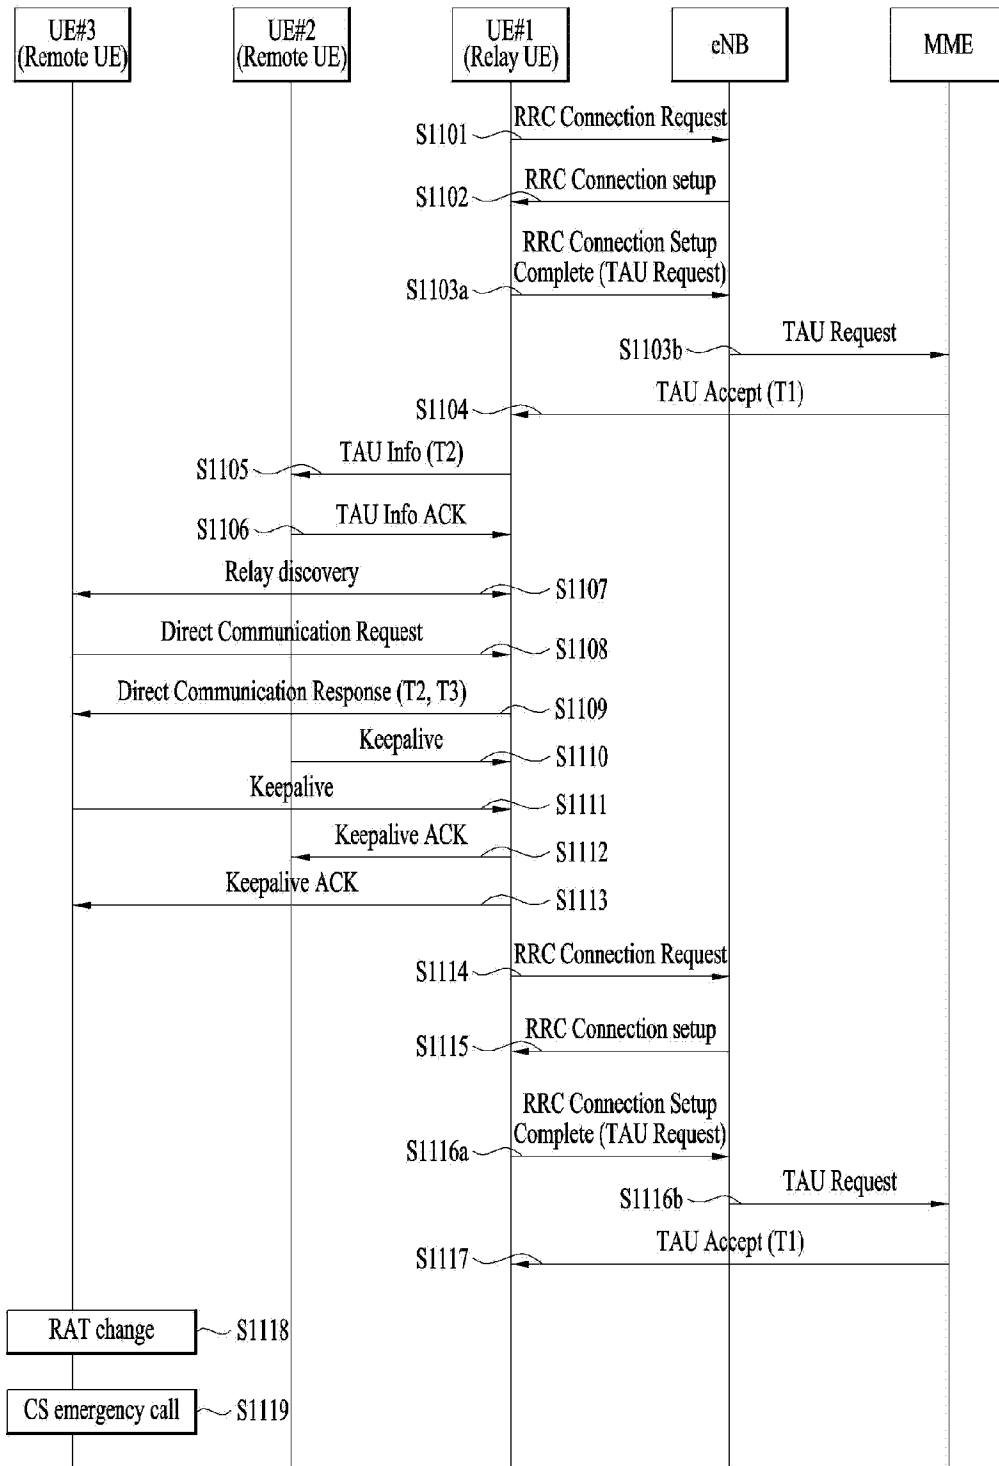 UE#3
(Remote UE)
UE#2
(Remote UE)
UE#1
(Relay UE)
eNB
MME
RRC Connection Request
S1101
RRC Connection setup
S1102
RRC Connection Setup
Complete (TAU Request)
S1103a
TAU Request
S1103b
TAU Accept (T1)
S1104
TAU Info (T2)
S1105
TAU Info ACK
S1106
Relay discovery
S1107
Direct Communication Request
S1108
Direct Communication Response (T2, T3)
S1109
Keepalive
S1110
Keepalive
S1111
Keepalive ACK
S1112
Keepalive ACK
S1113
RRC Connection Request
S1114
RRC Connection setup
S1115
RRC Connection Setup
Complete (TAU Request)
S1116a
TAU Request
S1116b
TAU Accept (T1)
S1117
RAT change
S1118
CS emergency call
S1119